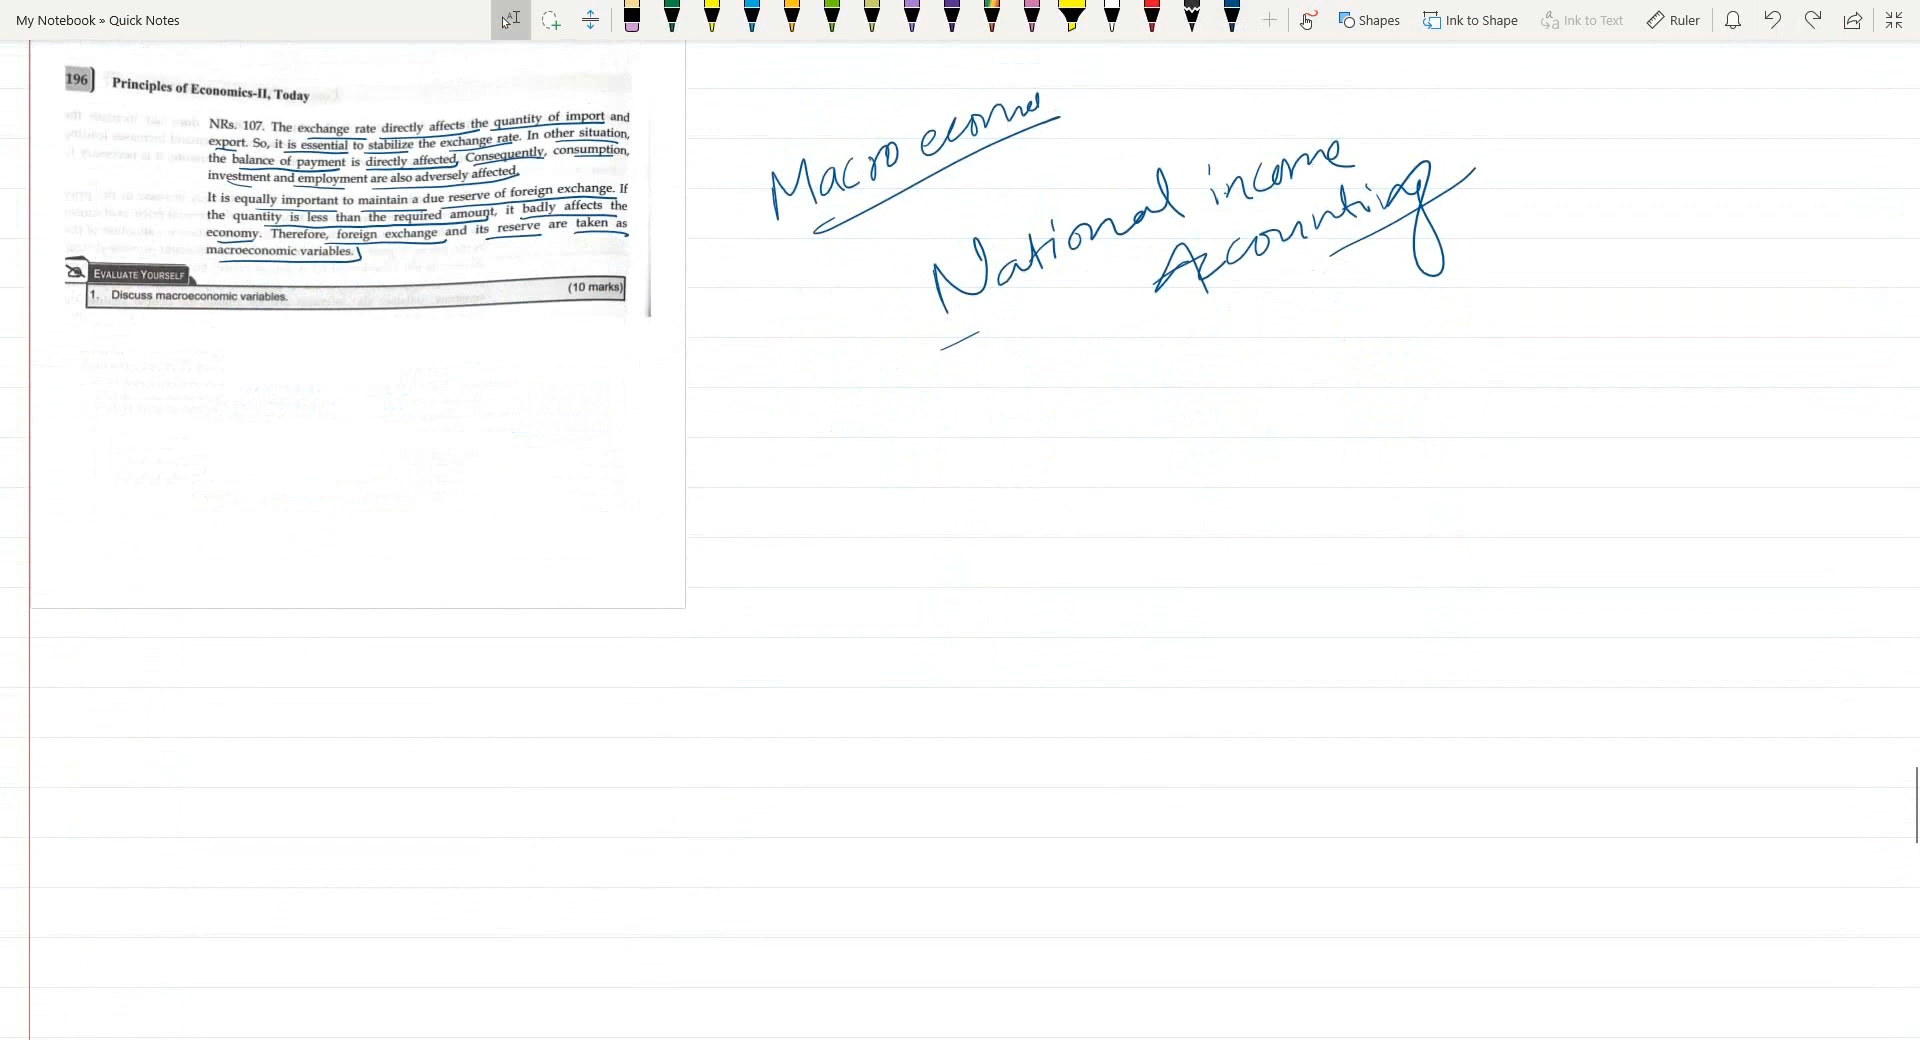 My Notebook » Quick Notes
Shapes
Ink to Shape
Ink to Text
Ruler
196
Principles of Economics-II, Today
NRs. 107. The exchange rate directly affects the quantity of import and
export. So, it is essential to stabilize the exchange rate. In other situation,
the balance of payment is directly affected. Consequently, consumption,
investment and employment are also adversely affected.
It is equally important to maintain a due reserve of foreign exchange. If
the quantity is less than the required amount, it badly affects the
economy. Therefore, foreign exchange and its reserve are taken as
macroeconomic variables.
EVALUATE YOURSELF
1. Discuss macroeconomic variables. (10 marks)
Macro
National income
Accounting